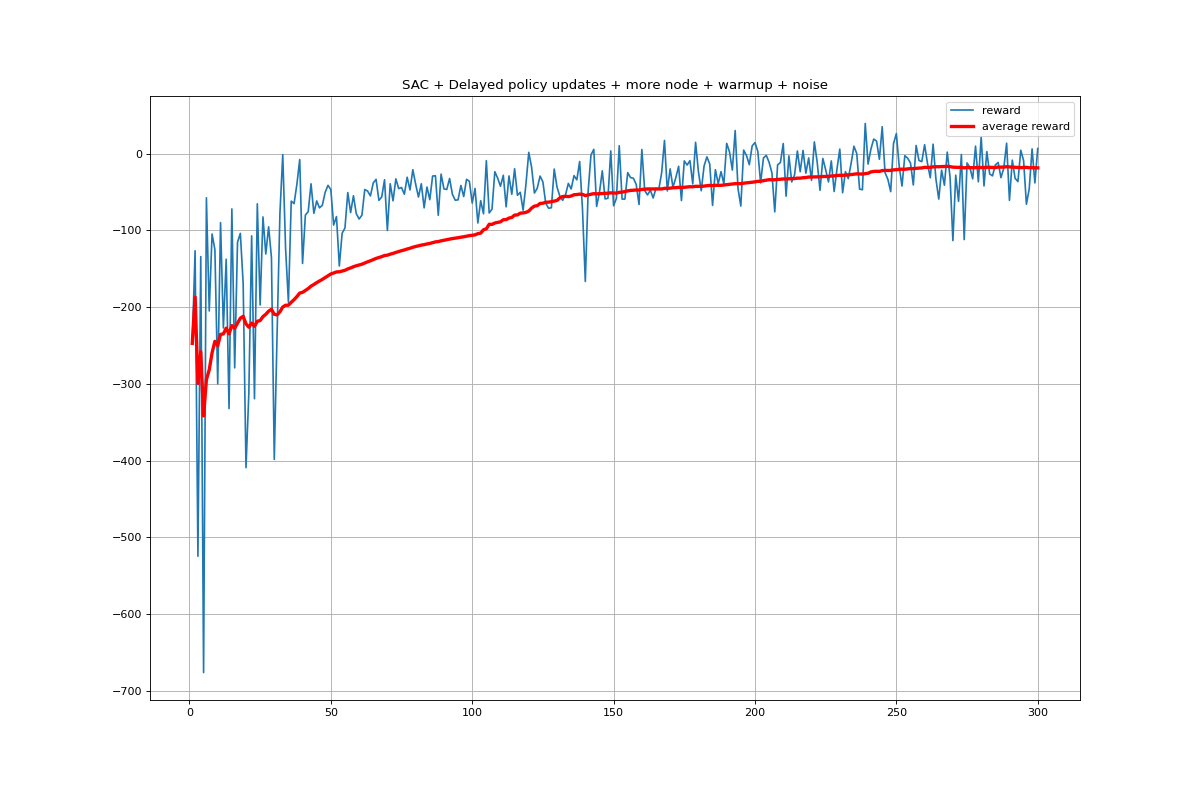 SAC + Delayed policy updates + more node + warmup + noise
reward
average reward
0
−100
−200
−300
−400
−500
−600
−700
0 50 100 150 200 250 300